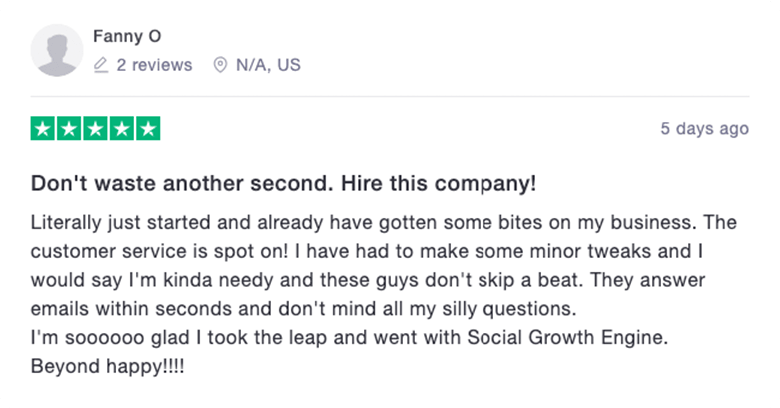 Fanny O
2 reviews N/A, US
5 days ago
Don't waste another second. Hire this company!
Literally just started and already have gotten some bites on my business. The
customer service is spot on! I have had to make some minor tweaks and I
would say I'm kinda needy and these guys don't skip a beat. They answer
emails within seconds and don't mind all my silly questions.
I'm soooooo glad I took the leap and went with Social Growth Engine.
Beyond happy!!!!